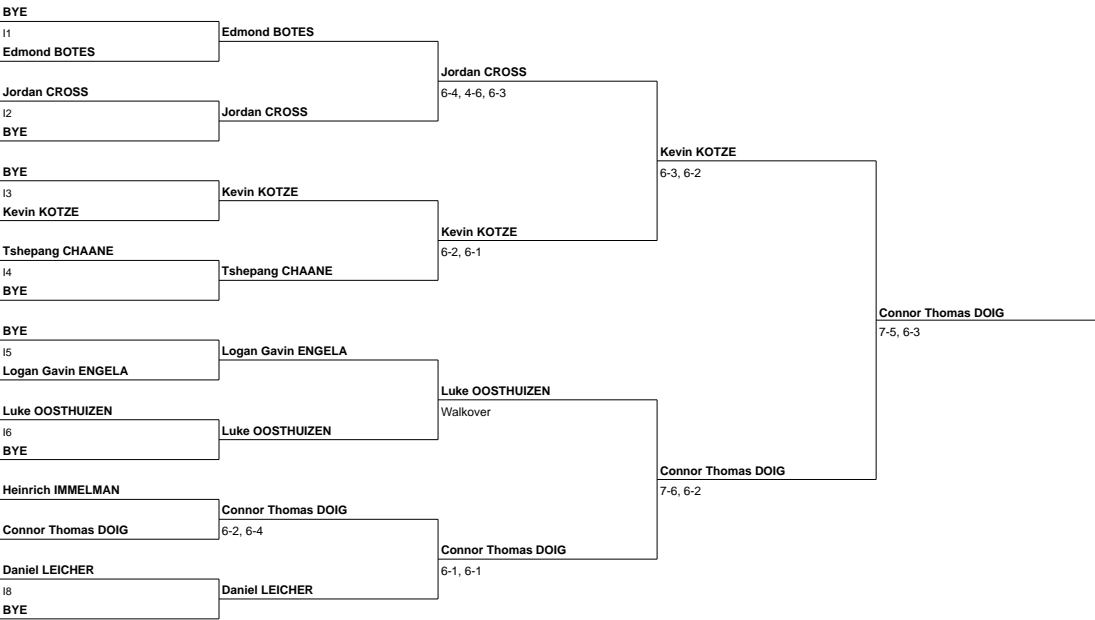 BYE
I1
Edmond BOTES
Edmond BOTES
Jordan CROSS
6-4, 4-6, 6-3
Jordan CROSS
I2
Jordan CROSS
BYE
Kevin KOTZE
6-3, 6-2
BYE
I3
Kevin KOTZE
Kevin KOTZE
Kevin KOTZE
6-2, 6-1
Tshepang CHAANE
I4
Tshepang CHAANE
BYE
Connor Thomas DOIG
7-5, 6-3
BYE
I5
Logan Gavin ENGELA
Logan Gavin ENGELA
Luke OOSTHUIZEN
Walkover
Luke OOSTHUIZEN
I6
Luke OOSTHUIZEN
BYE
Connor Thomas DOIG
7-6, 6-2
Heinrich IMMELMAN
Connor Thomas DOIG
Connor Thomas DOIG
6-2, 6-4
Connor Thomas DOIG
6-1, 6-1
Daniel LEICHER
I8
Daniel LEICHER
BYE